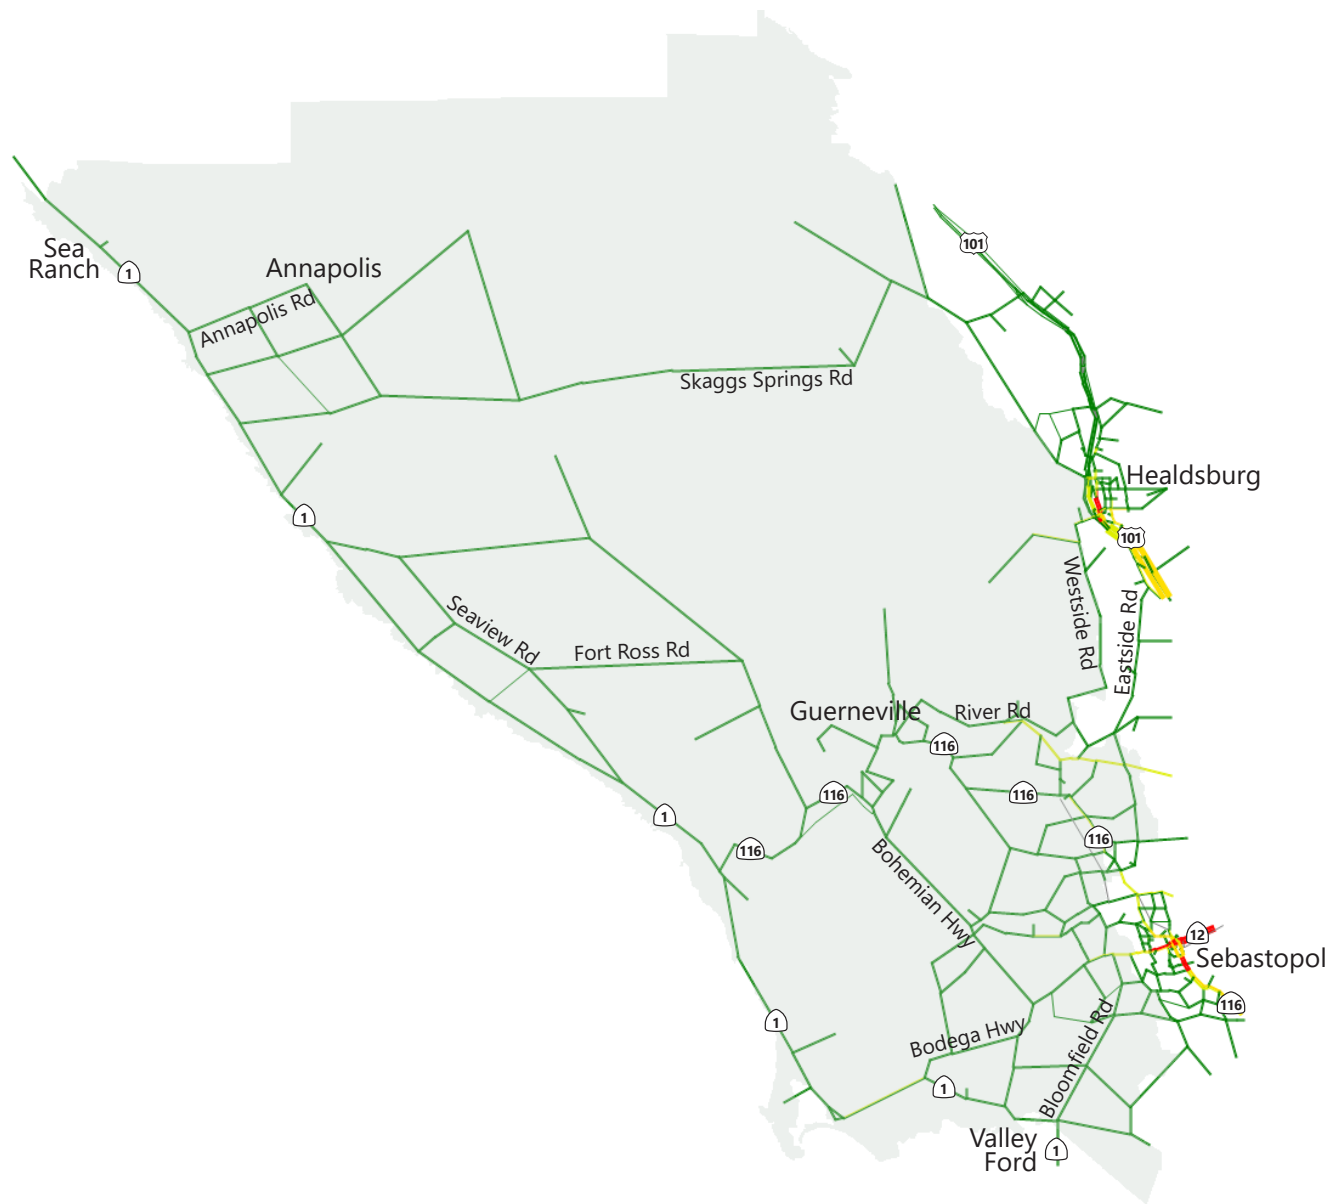 101
Sea
Ranch
1
Annapolis
Annapolis Rd
Skaggs Springs Rd
Healdsburg
1
101
Westside Rd
Eastside Rd
Seaview Rd
Fort Ross Rd
Guerneville
River Rd
116
116
116
1
116
116
Bohemian Hwy
12
Sebastopol
116
1
Bodega Hwy
Bloomfield Rd
1
Valley
Ford
1